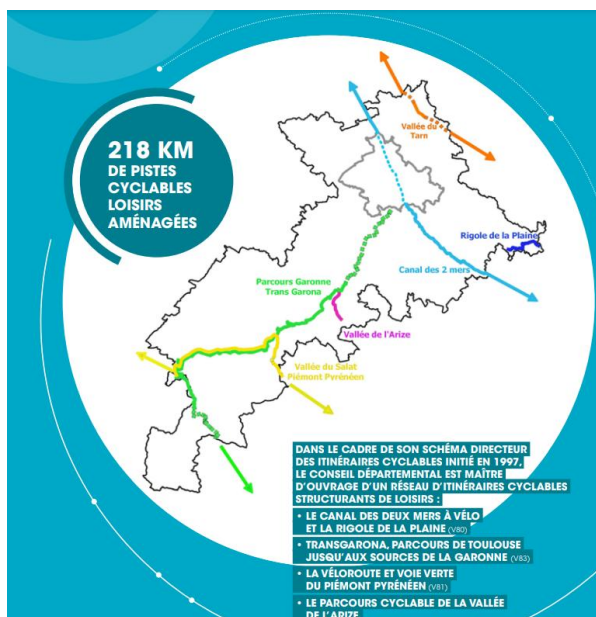 218 KM
DE PISTES
CYCLABLES
LOISIRS
AMÉNAGÉES
Vallée du
Tarn
Rigole de la Plaine
Canal des 2 mers
Parcours Garonne
Trans Garona
Vallée de l'Arize
Vallée du Salat
Piémont Pyrénéen
DANS LE CADRE DE SON SCHÉMA DIRECTEUR
DES ITINÉRAIRES CYCLABLES INITIÉ EN 1997,
LE CONSEIL DÉPARTEMENTAL EST MAÎTRE
D'OUVRAGE D'UN RÉSEAU D'ITINÉRAIRES CYCLABLES
STRUCTURANTS DE LOISIRS :
• LE CANAL DES DEUX MERS À VÉLO
ET LA RIGOLE DE LA PLAINE (V80)
• TRANSGARONA, PARCOURS DE TOULOUSE
JUSQU'AUX SOURCES DE LA GARONNE (V83)
• LA VÉLOROUTE ET VOIE VERTE
DU PIÉMONT PYRÉNÉEN (V81)
• LE PARCOURS CYCLABLE DE LA VALLÉE
DE L'ARIZE